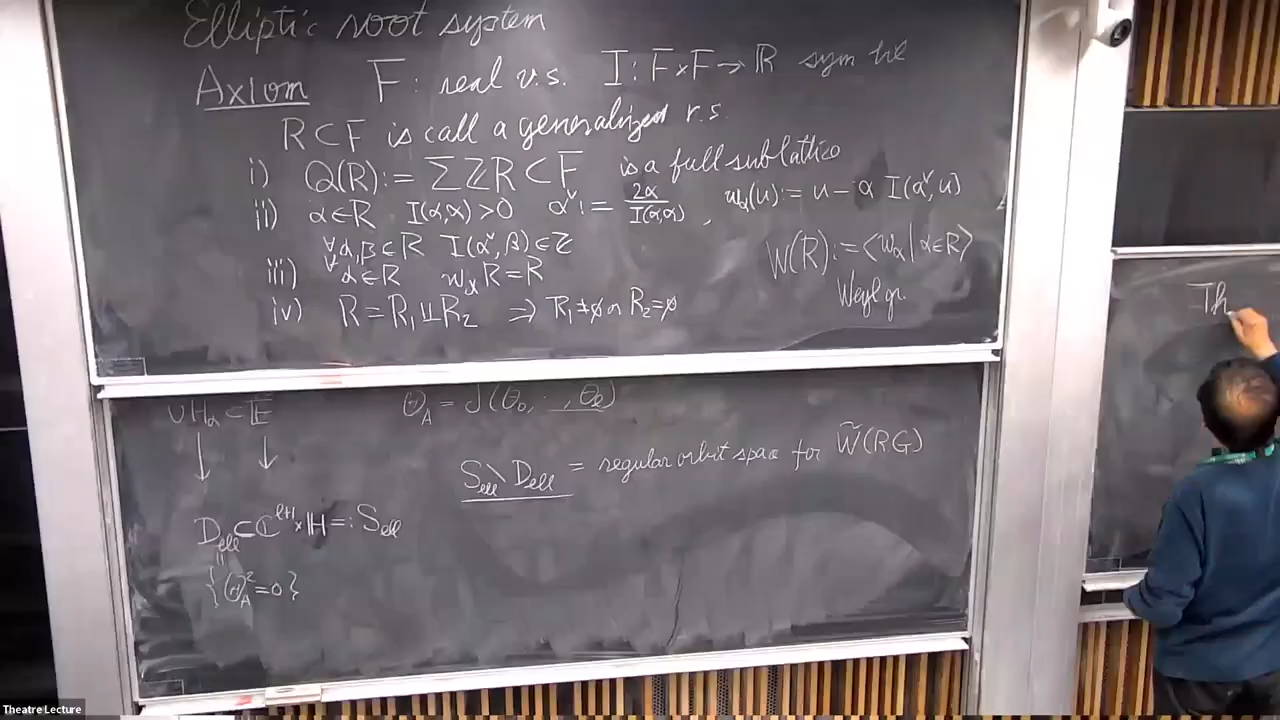 Elliptic root system
Axiom F : real v.s. I : F×F → ℝ sym
R ⊂ F is call a generalized r.s.
i) Q(R) := ΣℤR ⊂ F is a full sublattice
ii) α∈R I(α,α) > 0 α^∨ := 2α/I(α,α) , w_α(u) := u − α I(α^∨, u)
∀α,β∈R I(α^∨,β)∈ℤ
iii) ∀α∈R w_α R = R
W(R) := ⟨w_α | α∈R⟩
Weyl gr.
iv) R = R₁ ⊔ R₂ ⇒ R₁ ≠ ∅ or R₂ = ∅
∪H_α ⊂ 𝔼
Θ_A = J(Θ₀, ⋯, Θ_ℓ)
S_ell \ D_ell = regular orbit space for W̃(R,G)
D_ell ⊂ ℂ^{ℓ+1} × ℍ =: S_ell
||
{Θ_A² = 0}
Th
Theatre Lecture